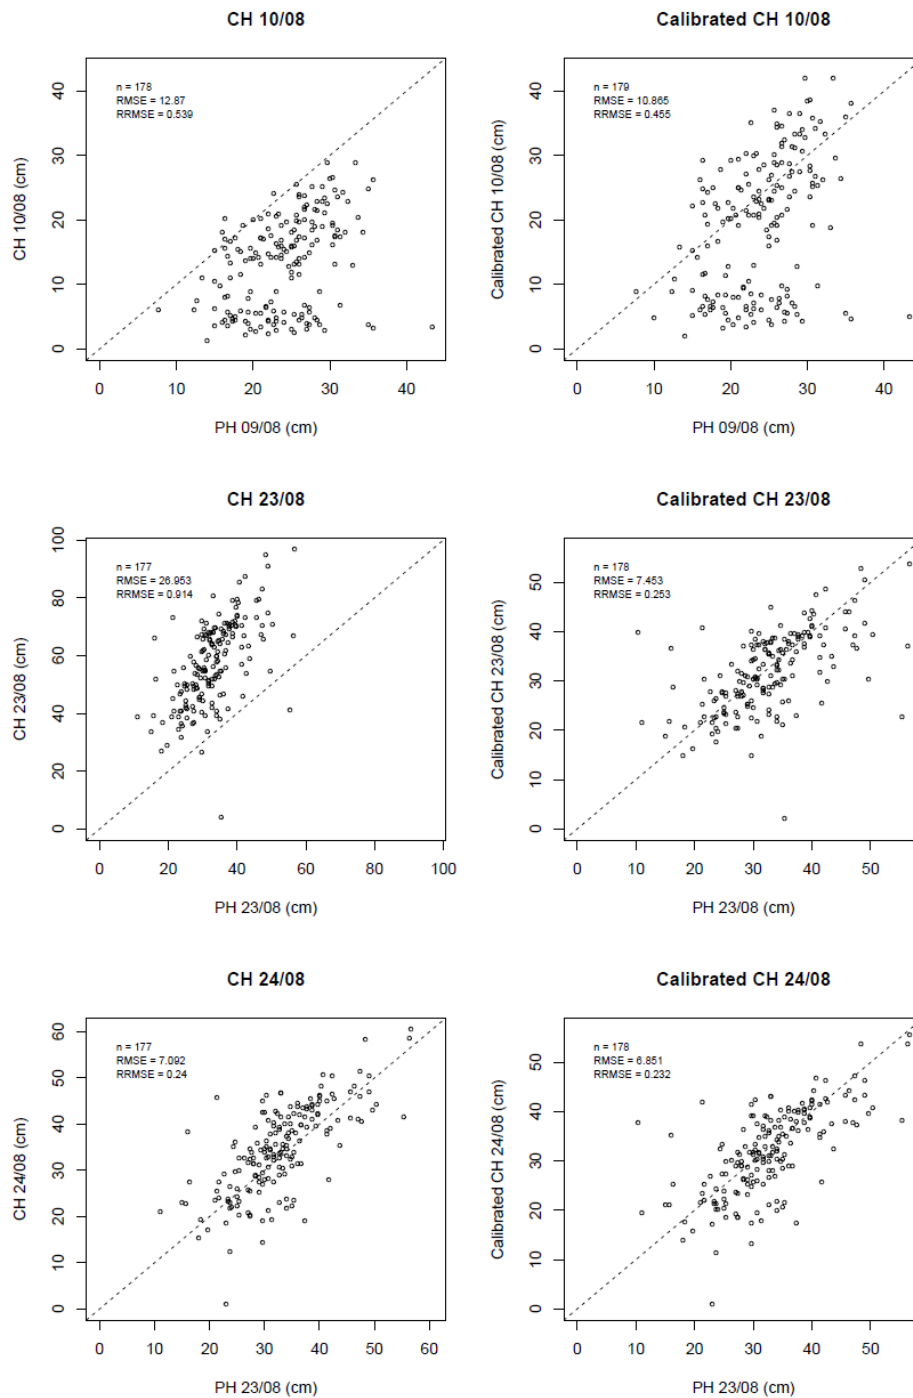 CH 10/08
n = 178
RMSE = 12.87
RRMSE = 0.539
CH 10/08 (cm)
0 10 20 30 40
0 10 20 30 40
PH 09/08 (cm)
Calibrated CH 10/08
n = 179
RMSE = 10.865
RRMSE = 0.455
Calibrated CH 10/08 (cm)
0 10 20 30 40
0 10 20 30 40
PH 09/08 (cm)
CH 23/08
n = 177
RMSE = 26.953
RRMSE = 0.914
CH 23/08 (cm)
0 20 40 60 80 100
0 20 40 60 80 100
PH 23/08 (cm)
Calibrated CH 23/08
n = 178
RMSE = 7.453
RRMSE = 0.253
Calibrated CH 23/08 (cm)
0 10 20 30 40 50
0 10 20 30 40 50
PH 23/08 (cm)
CH 24/08
n = 177
RMSE = 7.092
RRMSE = 0.24
CH 24/08 (cm)
0 10 20 30 40 50 60
0 10 20 30 40 50 60
PH 23/08 (cm)
Calibrated CH 24/08
n = 178
RMSE = 6.851
RRMSE = 0.232
Calibrated CH 24/08 (cm)
0 10 20 30 40 50
0 10 20 30 40 50
PH 23/08 (cm)